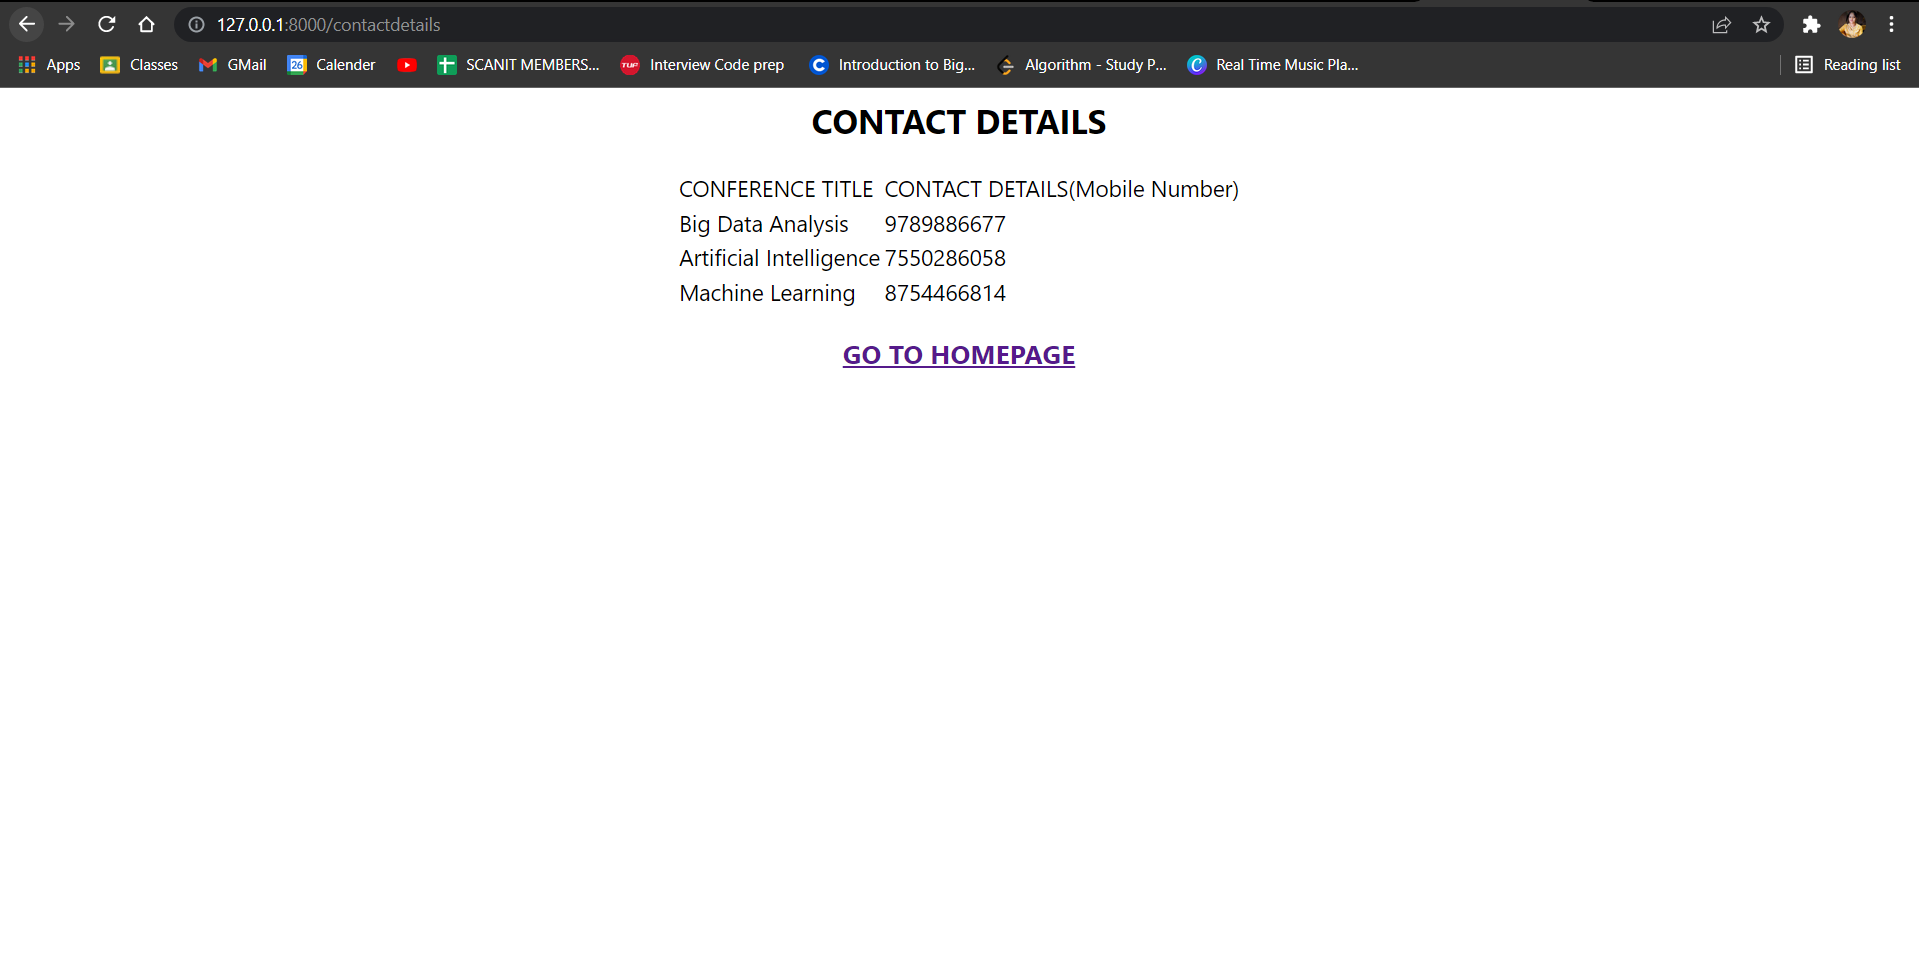 127.0.0.1:8000/contactdetails
Apps Classes GMail 26 Calender SCANIT MEMBERS... TUF Interview Code prep C Introduction to Big... Algorithm - Study P... C Real Time Music Pla... Reading list
CONTACT DETAILS
CONFERENCE TITLE CONTACT DETAILS(Mobile Number)
Big Data Analysis 9789886677
Artificial Intelligence 7550286058
Machine Learning 8754466814
GO TO HOMEPAGE